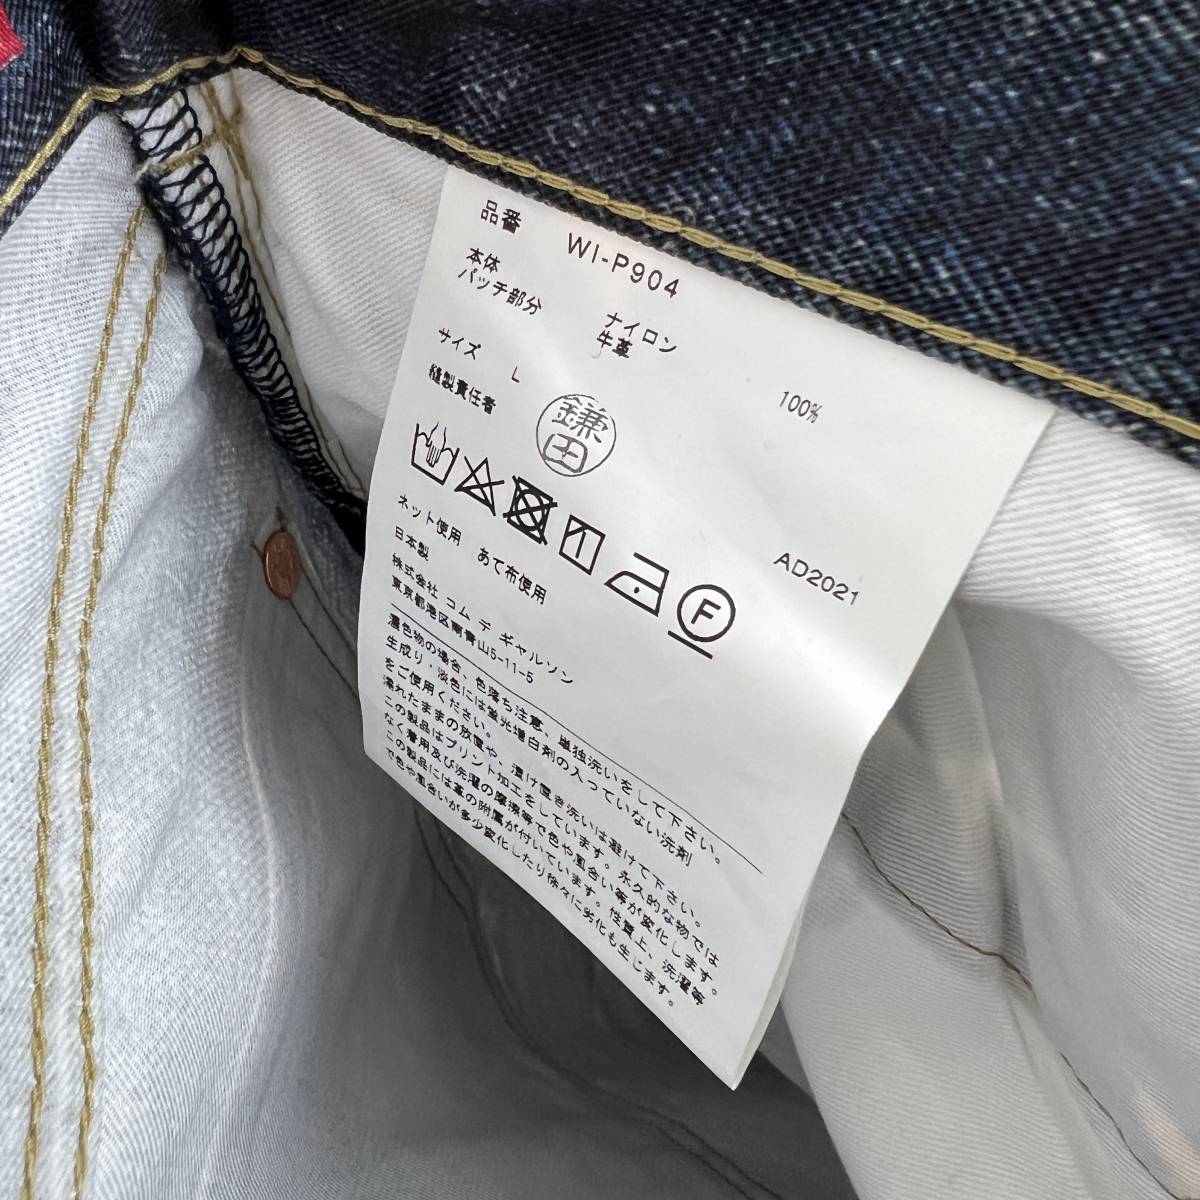 品番 WI-P904
本体 ナイロン 100%
パッチ部分 牛革
サイズ L
縫製責任者 鎌田
F
AD2021
ネット使用 あて布使用
日本製
株式会社 コム デ ギャルソン
東京都港区南青山5-11-5
濃色物の場合、色落ち注意、単独洗いをして下さい。
生成り・淡色には蛍光増白剤の入っていない洗剤
をご使用ください。
濡れたままの放置や、漬け置き洗いは避けて下さい。
この製品はプリント加工をしています。永久的な物では
なく着用及び洗濯の摩擦等で色や風合い等が変化します。
この製品には革の附属が付いています。性質上、洗濯等
で色や風合いが多少変化したり徐々に劣化も生じます。